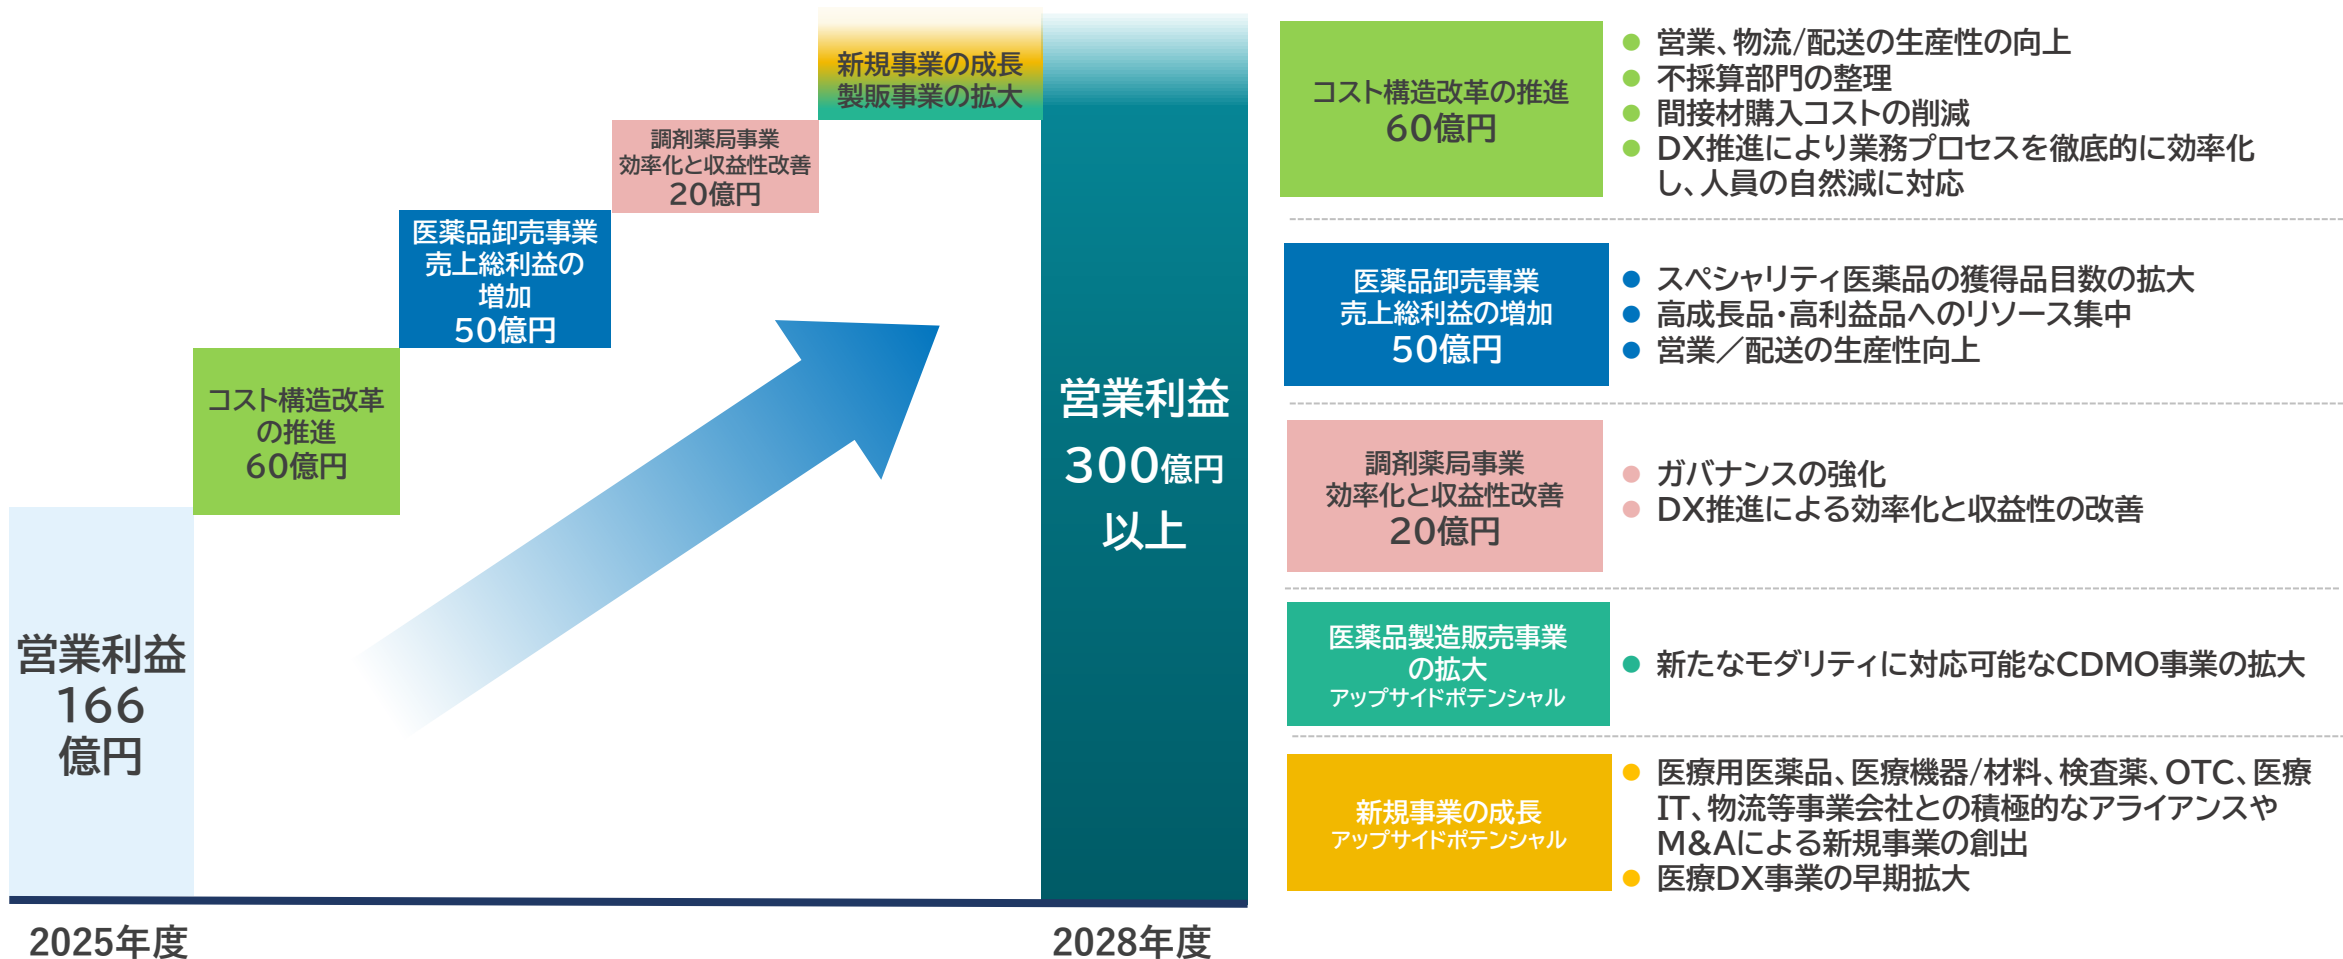 営業利益
166
億円
コスト構造改革
の推進
60億円
医薬品卸売事業
売上総利益の
増加
50億円
調剤薬局事業
効率化と収益性改善
20億円
新規事業の成長
製販事業の拡大
営業利益
300億円
以上
2025年度
2028年度
コスト構造改革の推進
60億円
● 営業、物流/配送の生産性の向上
● 不採算部門の整理
● 間接材購入コストの削減
● DX推進により業務プロセスを徹底的に効率化
し、人員の自然減に対応
医薬品卸売事業
売上総利益の増加
50億円
● スペシャリティ医薬品の獲得品目数の拡大
● 高成長品・高利益品へのリソース集中
● 営業／配送の生産性向上
調剤薬局事業
効率化と収益性改善
20億円
● ガバナンスの強化
● DX推進による効率化と収益性の改善
医薬品製造販売事業
の拡大
アップサイドポテンシャル
● 新たなモダリティに対応可能なCDMO事業の拡大
新規事業の成長
アップサイドポテンシャル
● 医療用医薬品、医療機器/材料、検査薬、OTC、医療
IT、物流等事業会社との積極的なアライアンスや
M&Aによる新規事業の創出
● 医療DX事業の早期拡大